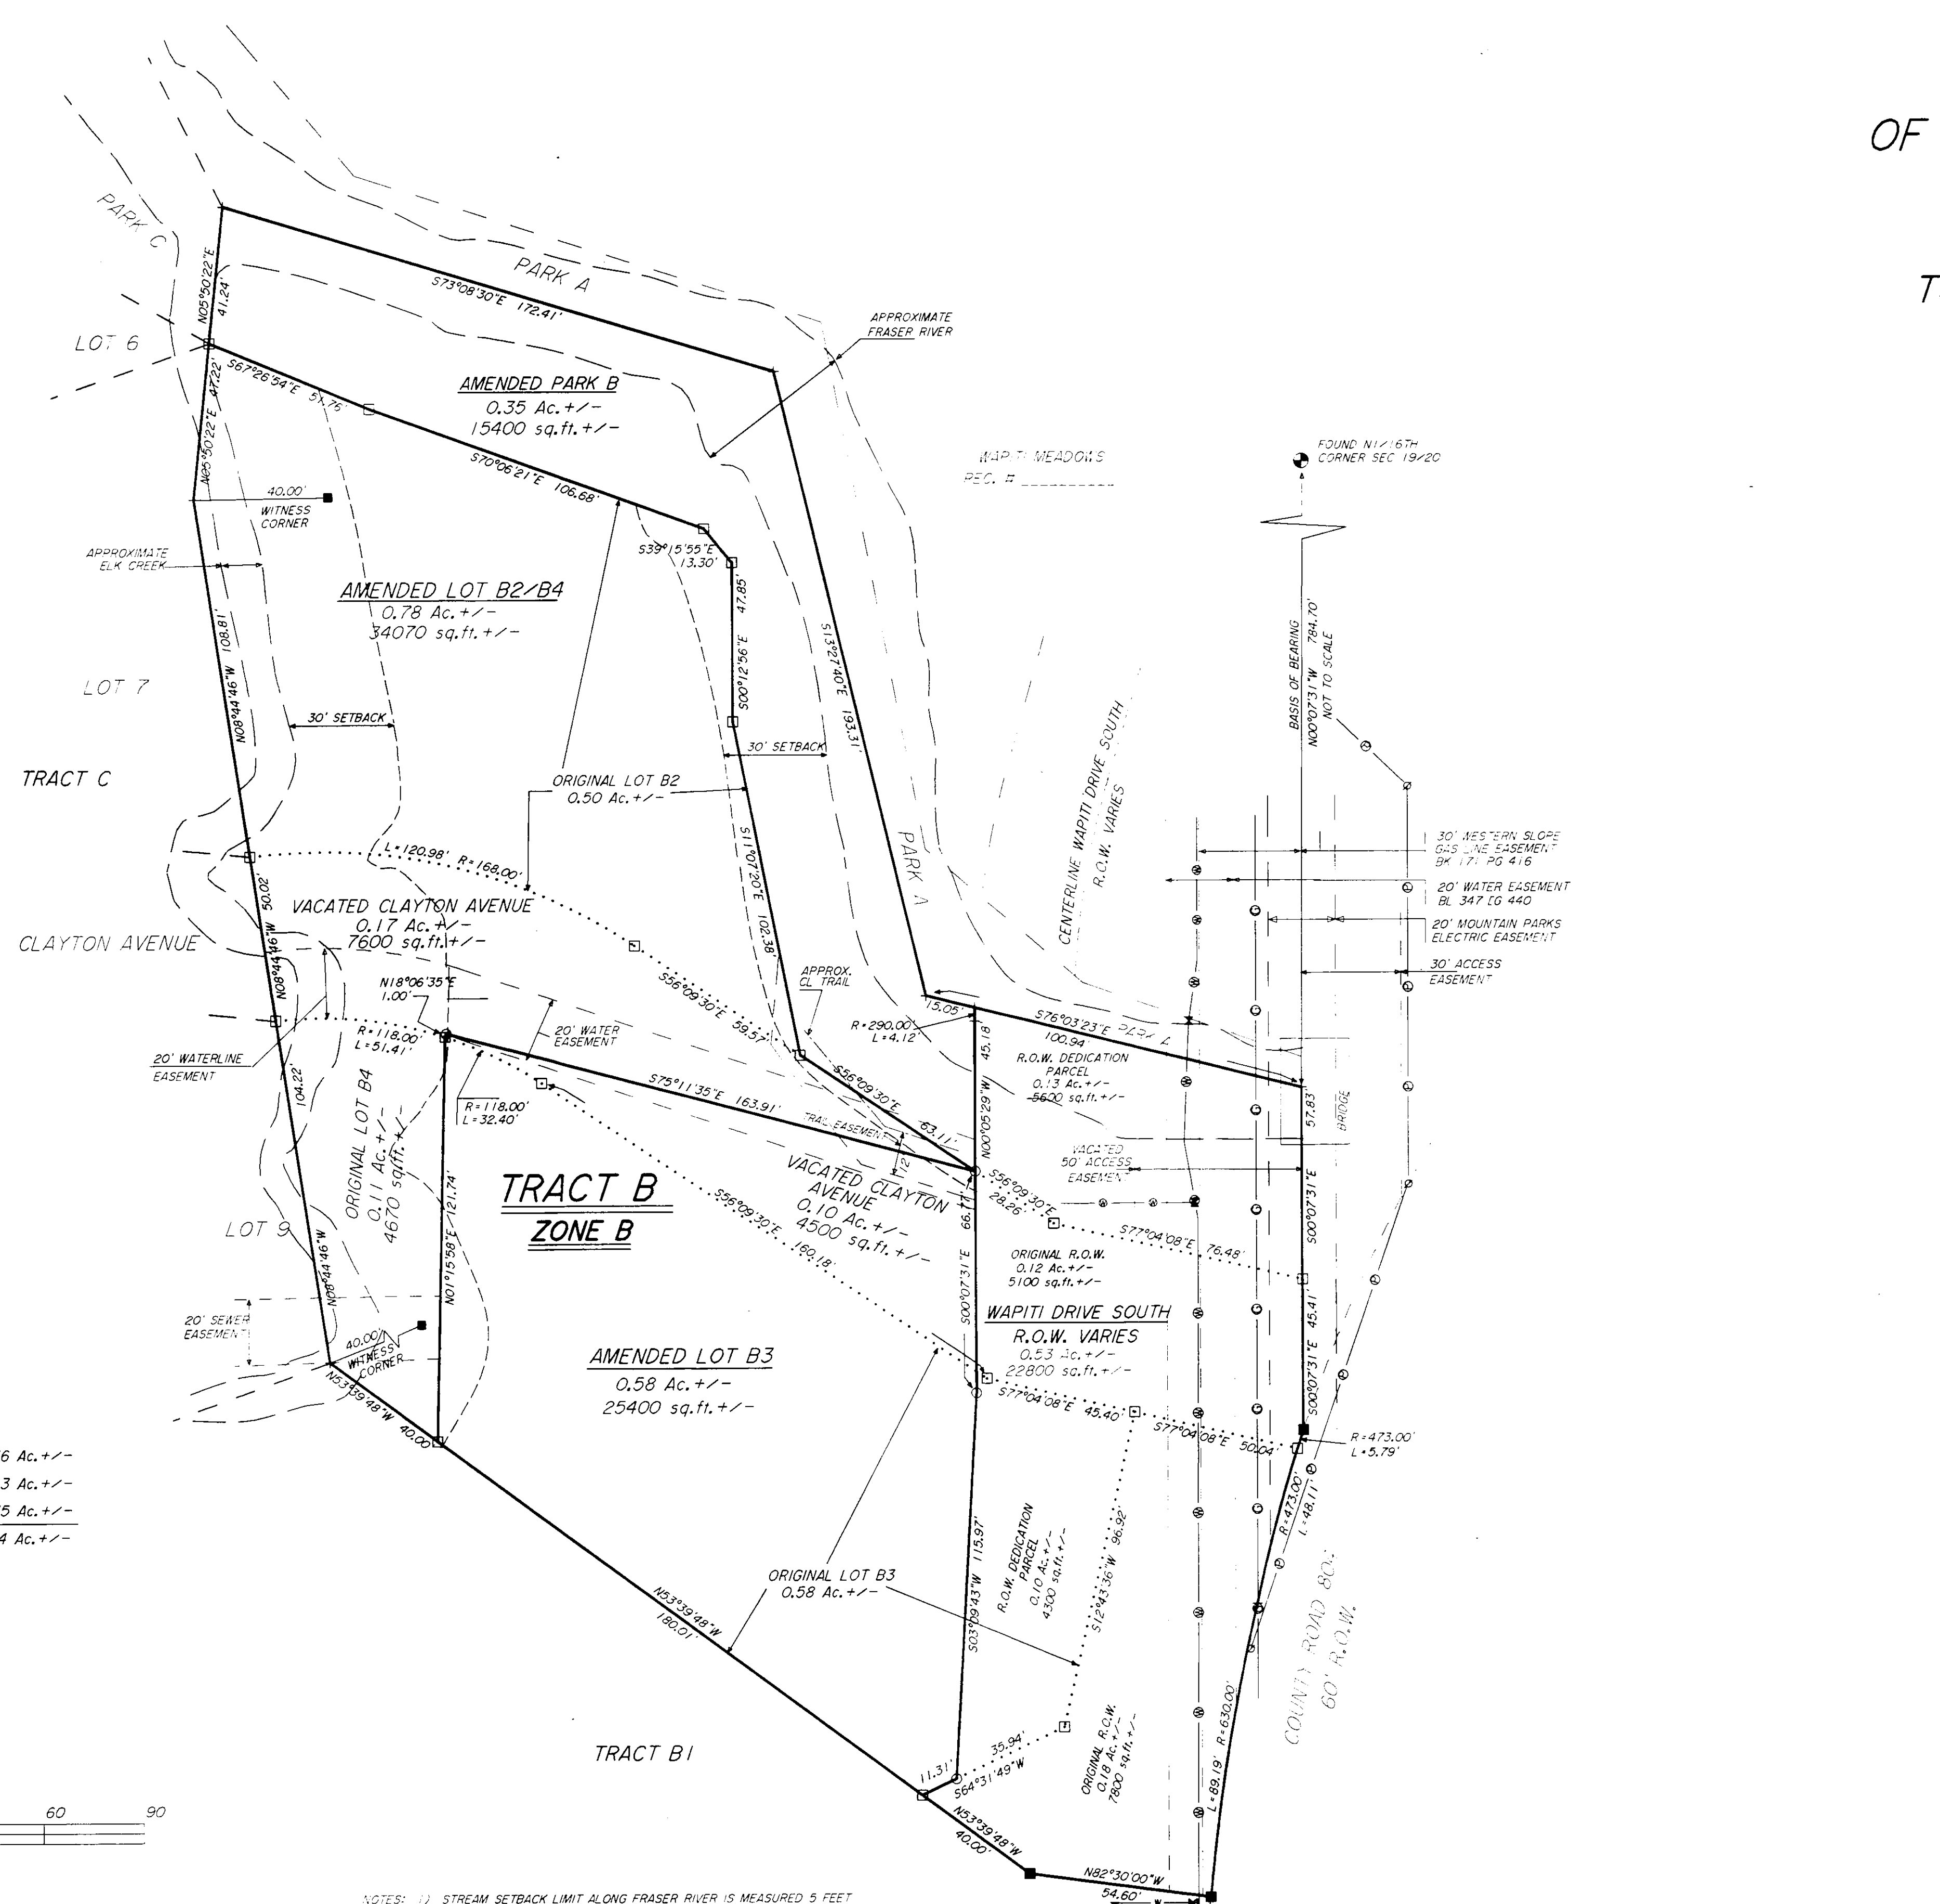 OF
PARK C
N05°50'22"E
41.24'
S73°08'30"E 172.41'
PARK A
APPROXIMATE
FRASER RIVER
LOT 6
N05°50'22"E 47.22'
S67°26'54"E 51.76'
AMENDED PARK B
0.35 Ac.+/-
15400 sq.ft.+/-
S70°06'21"E 106.68'
WAPITI MEADOWS
REC. # __________
FOUND N1/16TH
CORNER SEC 19/20
40.00'
WITNESS
CORNER
APPROXIMATE
ELK CREEK
S39°15'55"E
13.30'
AMENDED LOT B2/B4
0.78 Ac.+/-
34070 sq.ft.+/-
S00°12'56"E 47.85'
S13°27'40"E 193.31'
BASIS OF BEARING
N00°07'31"W 784.70'
NOT TO SCALE
N08°44'46"W 108.81'
LOT 7
30' SETBACK
30' SETBACK
TRACT C
ORIGINAL LOT B2
0.50 Ac.+/-
CENTERLINE WAPITI DRIVE SOUTH
R.O.W. VARIES
S11°07'20"E 102.38'
PARK A
L=120.98' R=168.00'
30' WESTERN SLOPE
GAS LINE EASEMENT
BK 171 PG 416
20' WATER EASEMENT
20' MOUNTAIN PARKS
ELECTRIC EASEMENT
30' ACCESS
EASEMENT
VACATED CLAYTON AVENUE
0.17 Ac.+/-
7600 sq.ft.+/-
CLAYTON AVENUE
N08°44'46"W 50.02'
N18°06'35"E
1.00'
S56°09'30"E 59.57'
APPROX.
CL TRAIL
15.05'
R=290.00'
L=4.12'
S76°03'23"E PARK A
100.94'
R=118.00'
L=51.41'
20' WATER
EASEMENT
20' WATERLINE
EASEMENT
104.22'
N00°05'29"W 45.18'
R.O.W. DEDICATION
PARCEL
0.13 Ac.+/-
5600 sq.ft.+/-
57.83'
BRIDGE
R=118.00'
L=32.40'
S75°11'35"E 163.91'
TRAIL EASEMENT
12'
S56°09'30"E
63.11'
ORIGINAL LOT B4
0.11 Ac.+/-
4670 sq.ft.+/-
VACATED
50' ACCESS
EASEMENT
TRACT B
ZONE B
VACATED CLAYTON
AVENUE
0.10 Ac.+/-
4500 sq.ft.+/-
S56°09'30"E
28.26'
S77°04'08"E 76.48'
S00°07'31"E
LOT 9
N08°44'46"W
N01°15'58"E 121.74'
S56°09'30"E 160.18'
S00°07'31"E 66.77'
ORIGINAL R.O.W.
0.12 Ac.+/-
5100 sq.ft.+/-
WAPITI DRIVE SOUTH
R.O.W. VARIES
0.53 Ac.+/-
22800 sq.ft.+/-
S00°07'31"E 45.41'
20' SEWER
EASEMENT
40.00'
WITNESS
CORNER
N53°39'48"W 40.00'
AMENDED LOT B3
0.58 Ac.+/-
25400 sq.ft.+/-
S77°04'08"E 45.40'
S77°04'08"E 50.04'
R=473.00'
L=5.79'
6 Ac.+/-
3 Ac.+/-
5 Ac.+/-
4 Ac.+/-
R=473.00'
L=48.11'
S03°09'43"W 115.97'
R.O.W. DEDICATION
PARCEL
0.10 Ac.+/-
4300 sq.ft.+/-
S12°43'36"W 96.92'
ORIGINAL LOT B3
0.58 Ac.+/-
N53°39'48"W
180.01'
COUNTY ROAD
60' R.O.W.
L=89.19' R=630.00'
ORIGINAL R.O.W.
0.18 Ac.+/-
7800 sq.ft.+/-
TRACT B1
11.31'
35.94'
S64°31'49"W
N53°39'48"W
40.00'
60 90
N82°30'00"W
54.60'
NOTES: 1) STREAM SETBACK LIMIT ALONG FRASER RIVER IS MEASURED 5 FEET